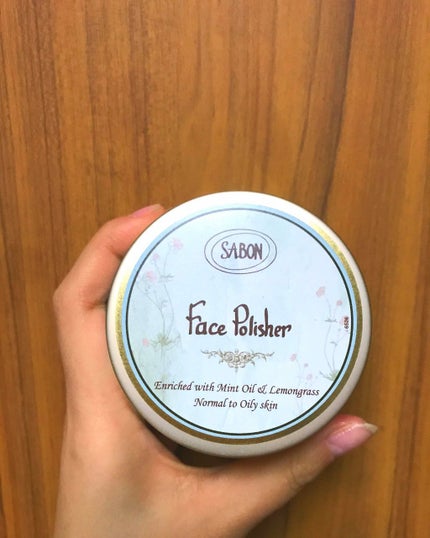 SABON
Face Polisher
Enriched with Mint Oil & Lemongrass
Normal to Oily skin